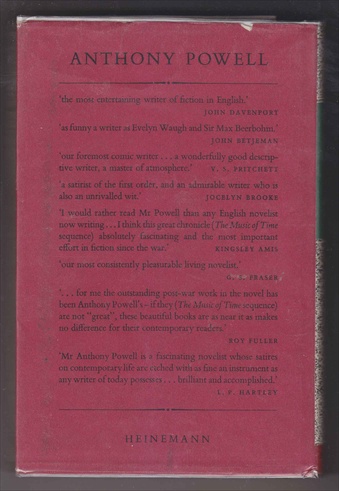 ANTHONY POWELL
'the most entertaining writer of fiction in English.'
JOHN DAVENPORT
'as funny a writer as Evelyn Waugh and Sir Max Beerbohm.'
JOHN BETJEMAN
'our foremost comic writer . . . a wonderfully good descrip-
tive writer, a master of atmosphere.' V. S. PRITCHETT
'a satirist of the first order, and an admirable writer who is
also an unrivalled wit.' JOCELYN BROOKE
'I would rather read Mr Powell than any English novelist
now writing . . . I think this great chronicle (The Music of Time
sequence) absolutely fascinating and the most important
effort in fiction since the war.' KINGSLEY AMIS
'our most consistently pleasurable living novelist.'
FRASER
'. . . for me the outstanding post-war work in the novel has
been Anthony Powell's—if they (The Music of Time sequence)
are not "great", these beautiful books are as near it as makes
no difference for their contemporary readers.'
ROY FULLER
'Mr Anthony Powell is a fascinating novelist whose satires
on contemporary life are etched with as fine an instrument as
any writer of today possesses . . . brilliant and accomplished.'
L. P. HARTLEY
HEINEMANN